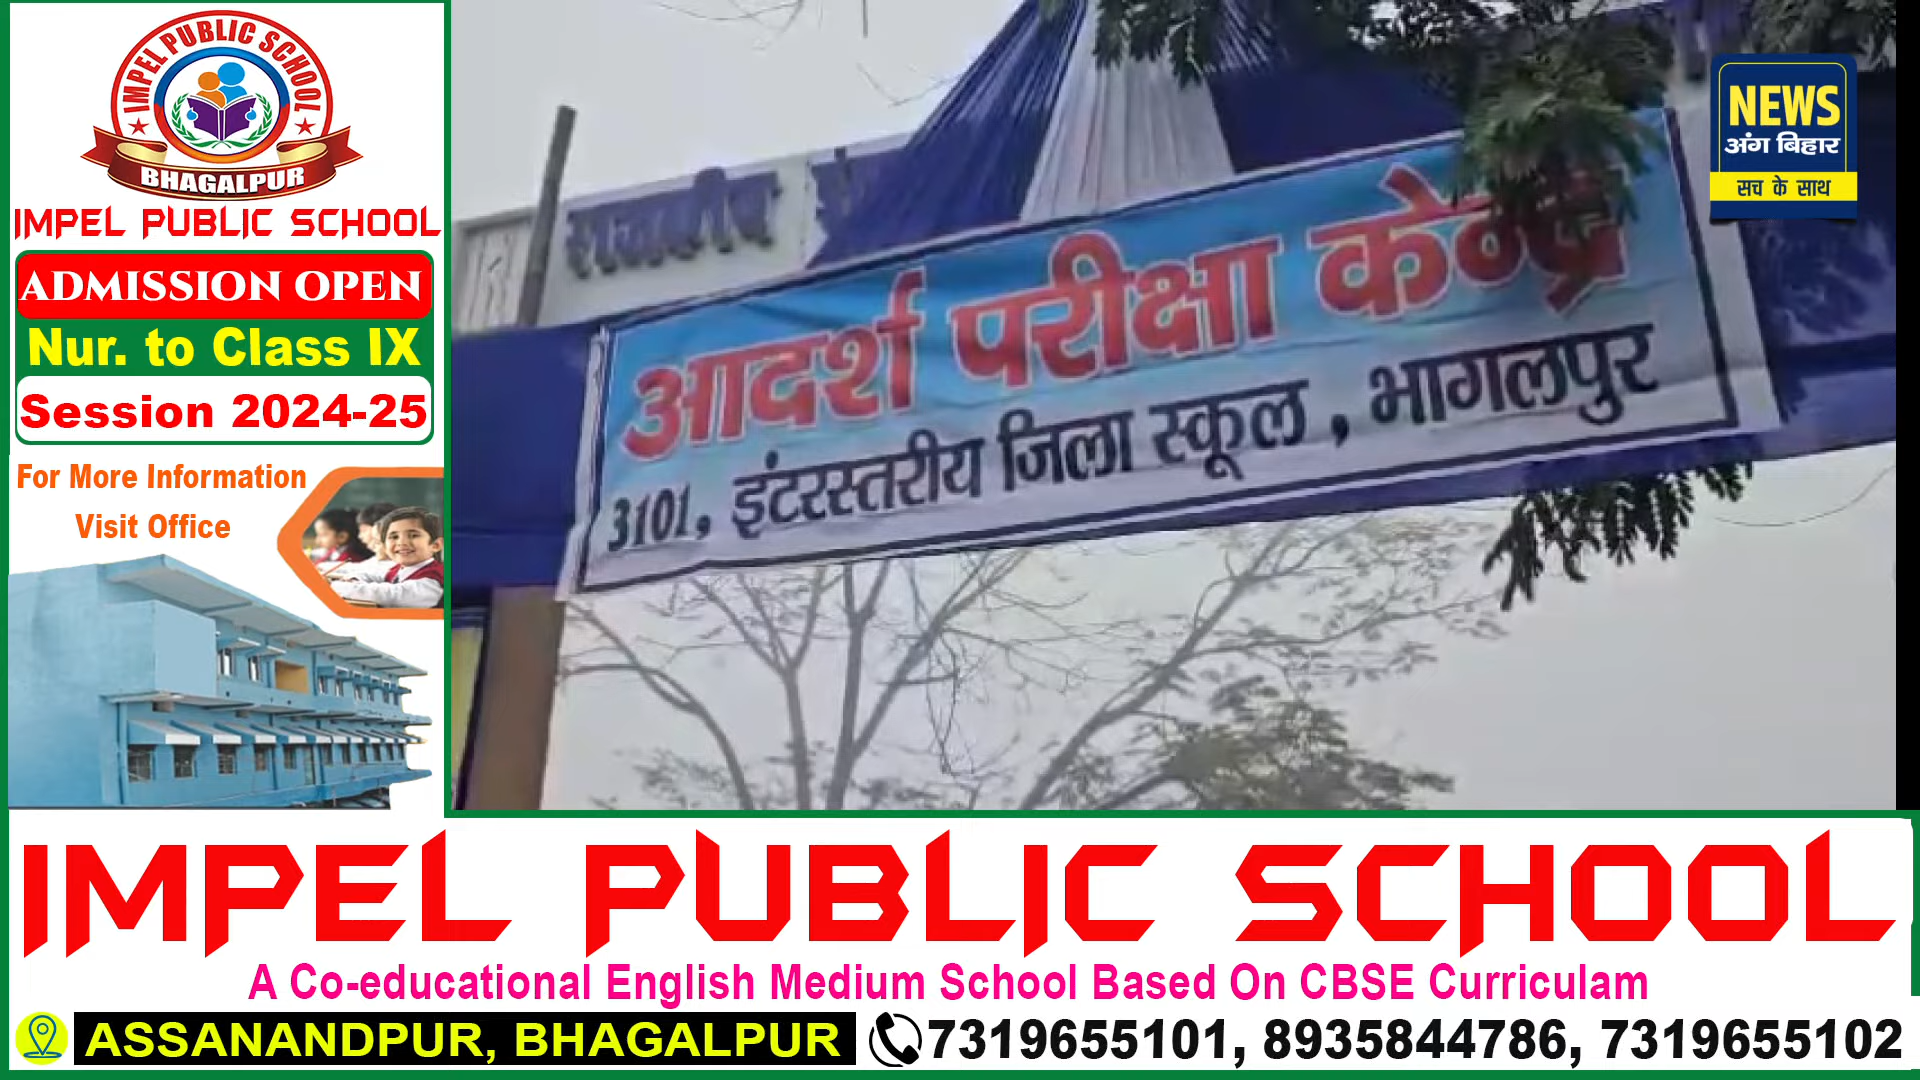 IMPEL PUBLIC SCHOOL
BHAGALPUR
IMPEL PUBLIC SCHOOL
ADMISSION OPEN
Nur. to Class IX
Session 2024-25
For More Information
Visit Office
राजकीय
आदर्श परीक्षा केन्द्र
3101, इंटरस्तरीय जिला स्कूल , भागलपुर
NEWS
अंग बिहार
सच के साथ
IMPEL PUBLIC SCHOOL
A Co-educational English Medium School Based On CBSE Curriculam
ASSANANDPUR, BHAGALPUR
7319655101, 8935844786, 7319655102